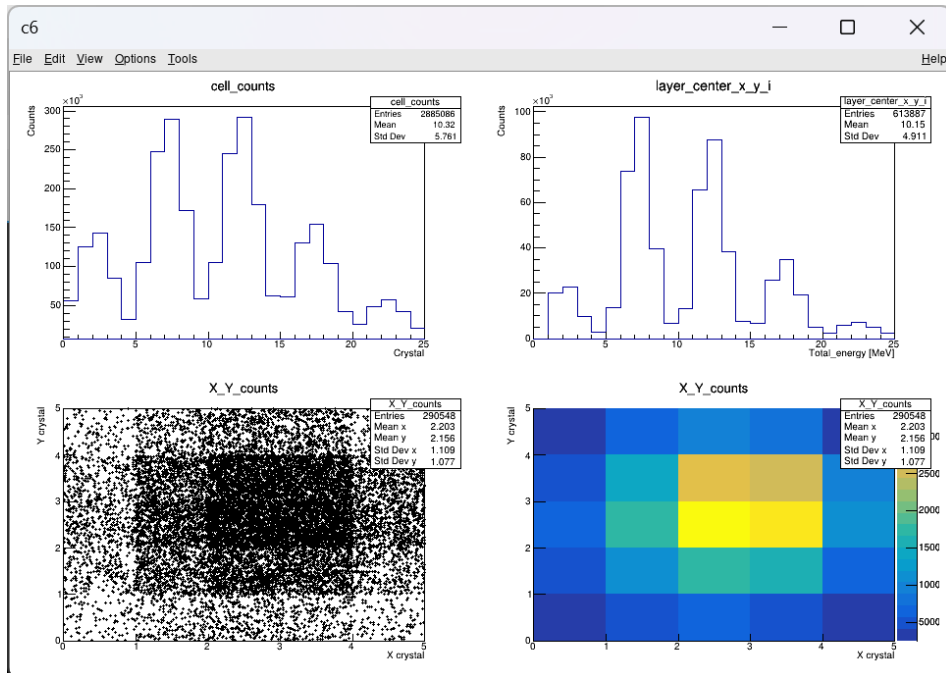 c6
File Edit View Options Tools Help
cell_counts
×10³
Counts
300
250
200
150
100
50
0 5 10 15 20 25
Crystal
cell_counts
Entries 2885086
Mean 10.32
Std Dev 5.761
layer_center_x_y_i
×10³
Counts
100
80
60
40
20
0
0 5 10 15 20 25
Total_energy [MeV]
layer_center_x_y_i
Entries 613887
Mean 10.15
Std Dev 4.911
X_Y_counts
Y crystal
5
4
3
2
1
0
0 1 2 3 4 5
X crystal
X_Y_counts
Entries 290548
Mean x 2.203
Mean y 2.156
Std Dev x 1.109
Std Dev y 1.077
X_Y_counts
Y crystal
5
4
3
2
1
0
0 1 2 3 4 5
X crystal
X_Y_counts
Entries 290548
Mean x 2.203
Mean y 2.156
Std Dev x 1.109
Std Dev y 1.077
5000